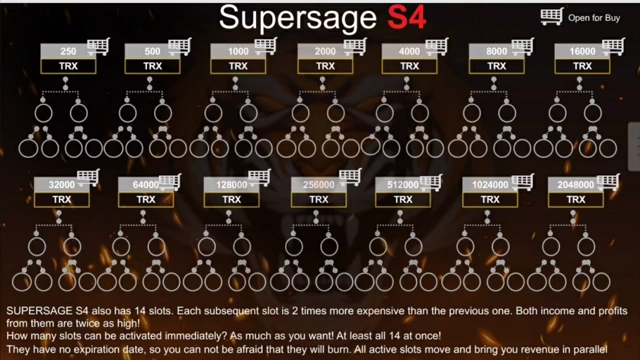 Supersage S4
Open for Buy
250 500 1000 2000 4000 8000 16000
TRX TRX TRX TRX TRX TRX TRX
32000 64000 128000 256000 512000 1024000 2048000
TRX TRX TRX TRX TRX TRX TRX
SUPERSAGE S4 also has 14 slots. Each subsequent slot is 2 times more expensive than the previous one. Both income and profits
from them are twice as high!
How many slots can be activated immediately? As much as you want! At least all 14 at once!
They have no expiration date, so you can not be afraid that they will burn. All active slots move and bring you revenue in parallel